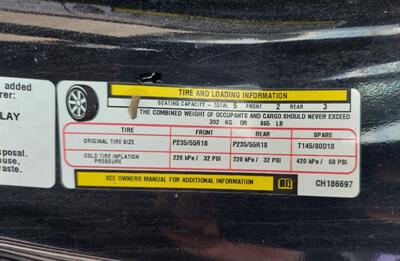 added
rer:
LAY
sposal.
use,
aste.
TIRE AND LOADING INFORMATION
SEATING CAPACITY - TOTAL 5 FRONT 2 REAR 3
THE COMBINED WEIGHT OF OCCUPANTS AND CARGO SHOULD NEVER EXCEED
392 KG OR 865 LB
TIRE FRONT REAR SPARE
ORIGINAL TIRE SIZE P235/55R18 P235/55R18 T145/80D18
COLD TIRE INFLATION PRESSURE 220 kPa / 32 PSI 220 kPa / 32 PSI 420 kPa / 60 PSI
SEE OWNERS MANUAL FOR ADDITIONAL INFORMATION
CH186697